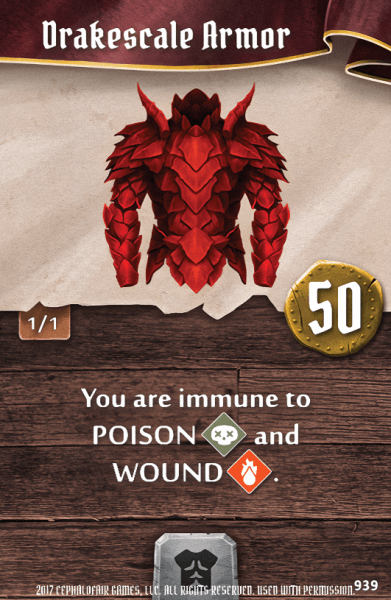 Drakescale Armor
50
1/1
You are immune to
POISON and
WOUND .
2017 CEPHALOFAIR GAMES, LLC. ALL RIGHTS RESERVED. USED WITH PERMISSION.
939